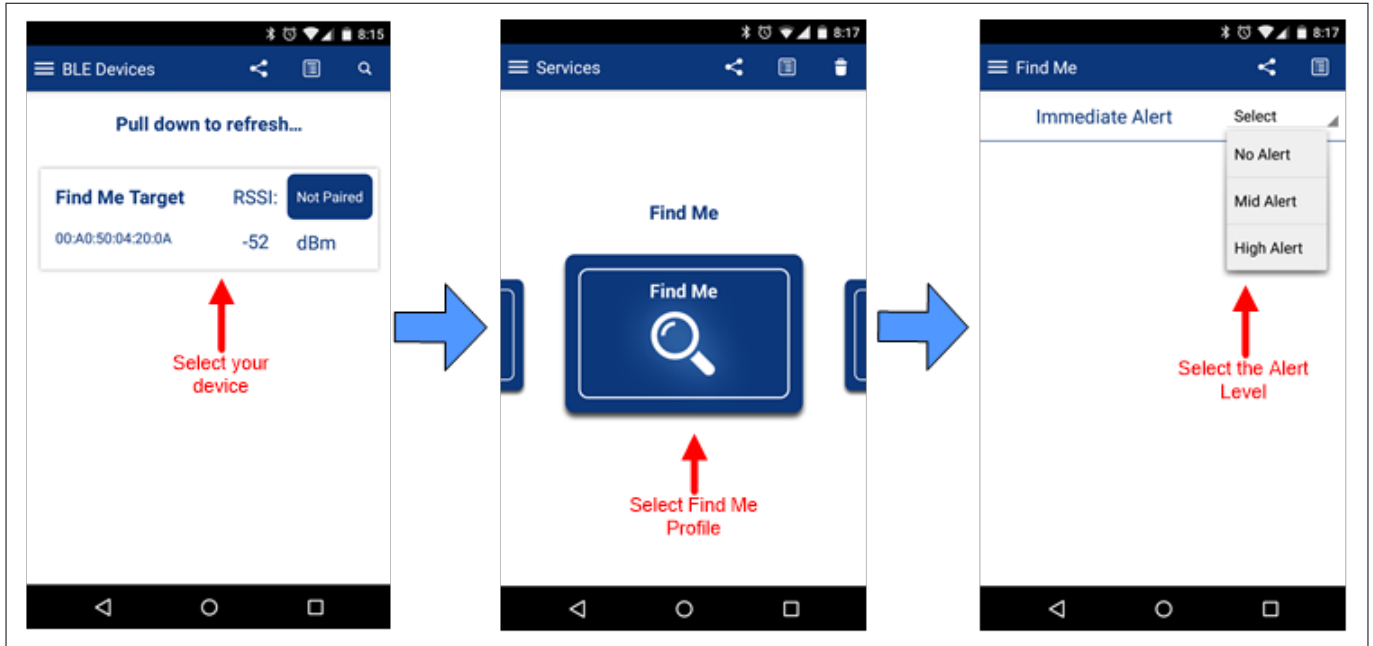 8:15
BLE Devices
Pull down to refresh...
Find Me Target RSSI: Not Paired
00:A0:50:04:20:0A -52 dBm
Select your
device
8:17
Services
Find Me
Find Me
Select Find Me
Profile
8:17
Find Me
Immediate Alert Select
No Alert
Mid Alert
High Alert
Select the Alert
Level